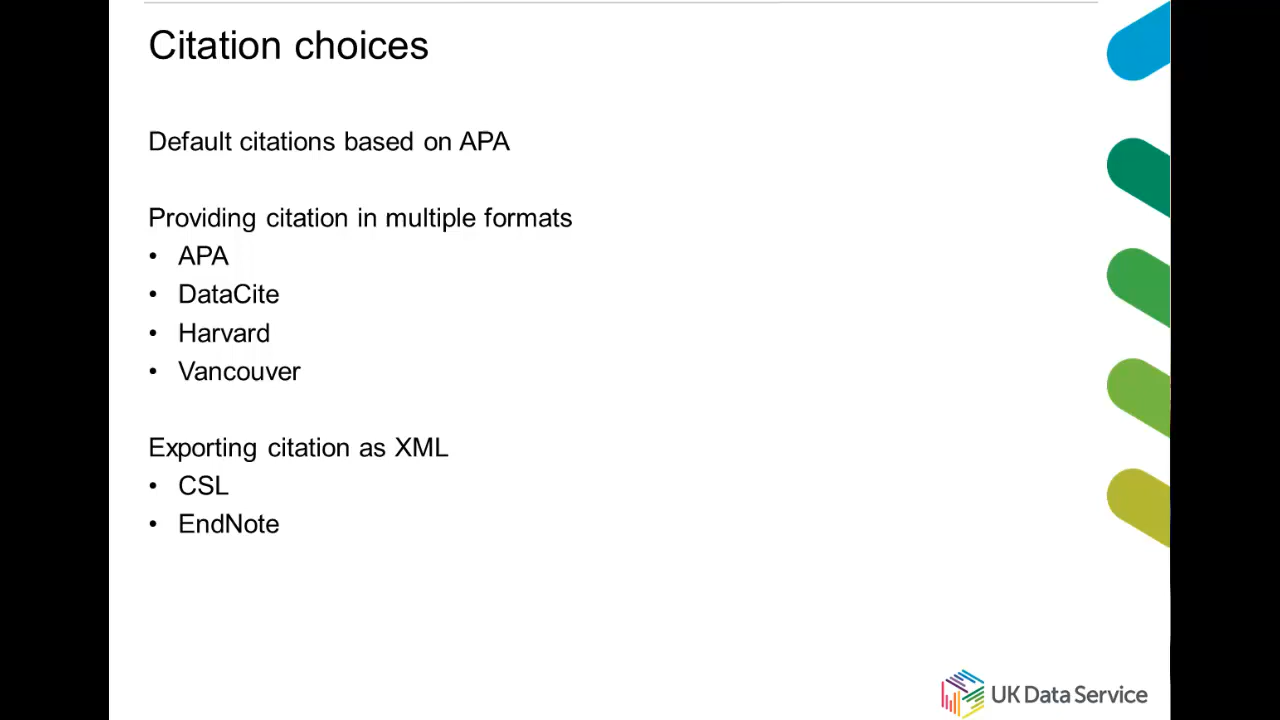 Citation choices
Default citations based on APA
Providing citation in multiple formats
• APA
• DataCite
• Harvard
• Vancouver
Exporting citation as XML
• CSL
• EndNote
UK Data Service